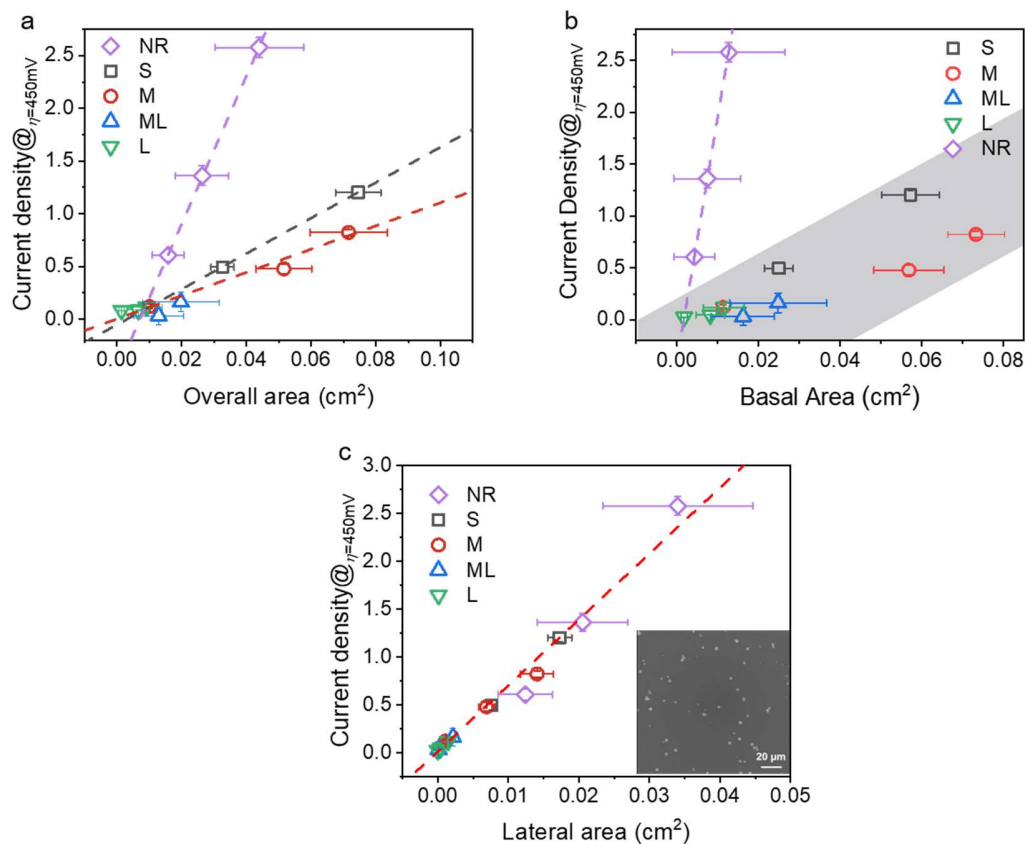 a
NR
S
M
ML
L
2.5
2.0
1.5
1.0
0.5
0.0
Current density@η=450mV
0.00 0.02 0.04 0.06 0.08 0.10
Overall area (cm²)
b
S
M
ML
L
NR
2.5
2.0
1.5
1.0
0.5
0.0
Current Density@η=450mV
0.00 0.02 0.04 0.06 0.08
Basal Area (cm²)
c
NR
S
M
ML
L
3.0
2.5
2.0
1.5
1.0
0.5
0.0
Current density@η=450mV
20 µm
0.00 0.01 0.02 0.03 0.04 0.05
Lateral area (cm²)